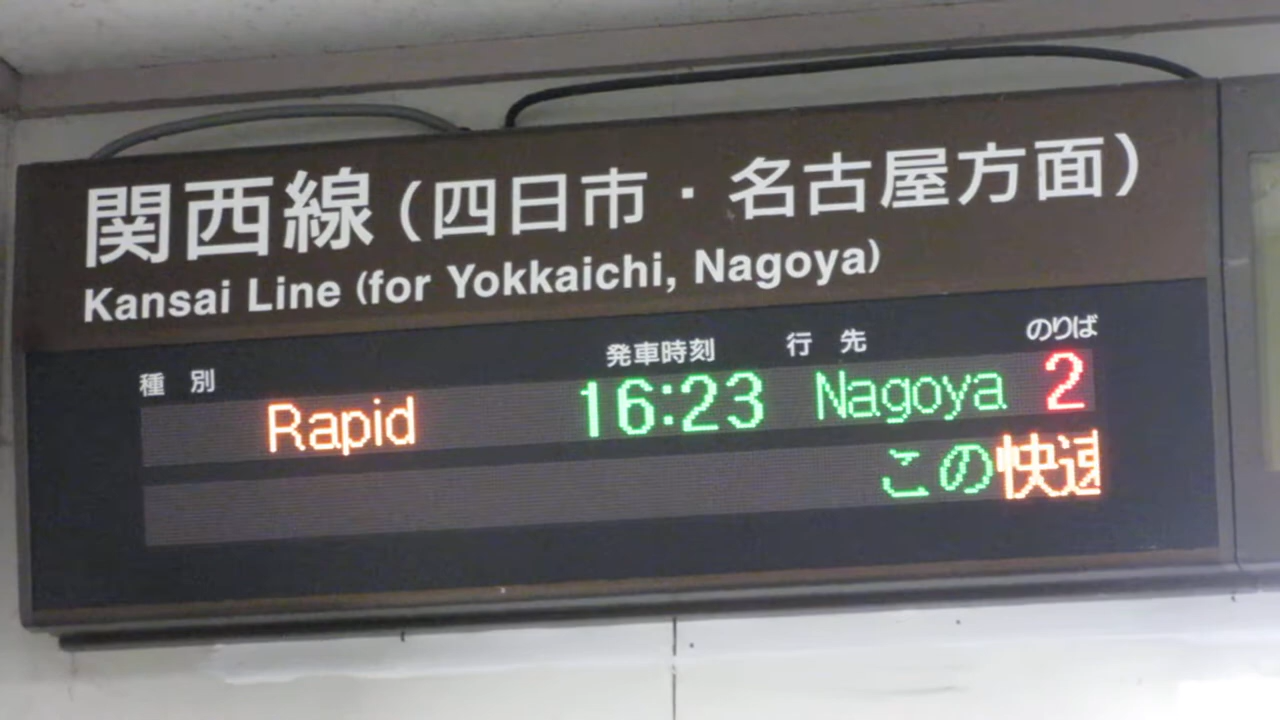 関西線(四日市・名古屋方面)
Kansai Line (for Yokkaichi, Nagoya)
種別 発車時刻 行先 のりば
Rapid 16:23 Nagoya 2
この快速